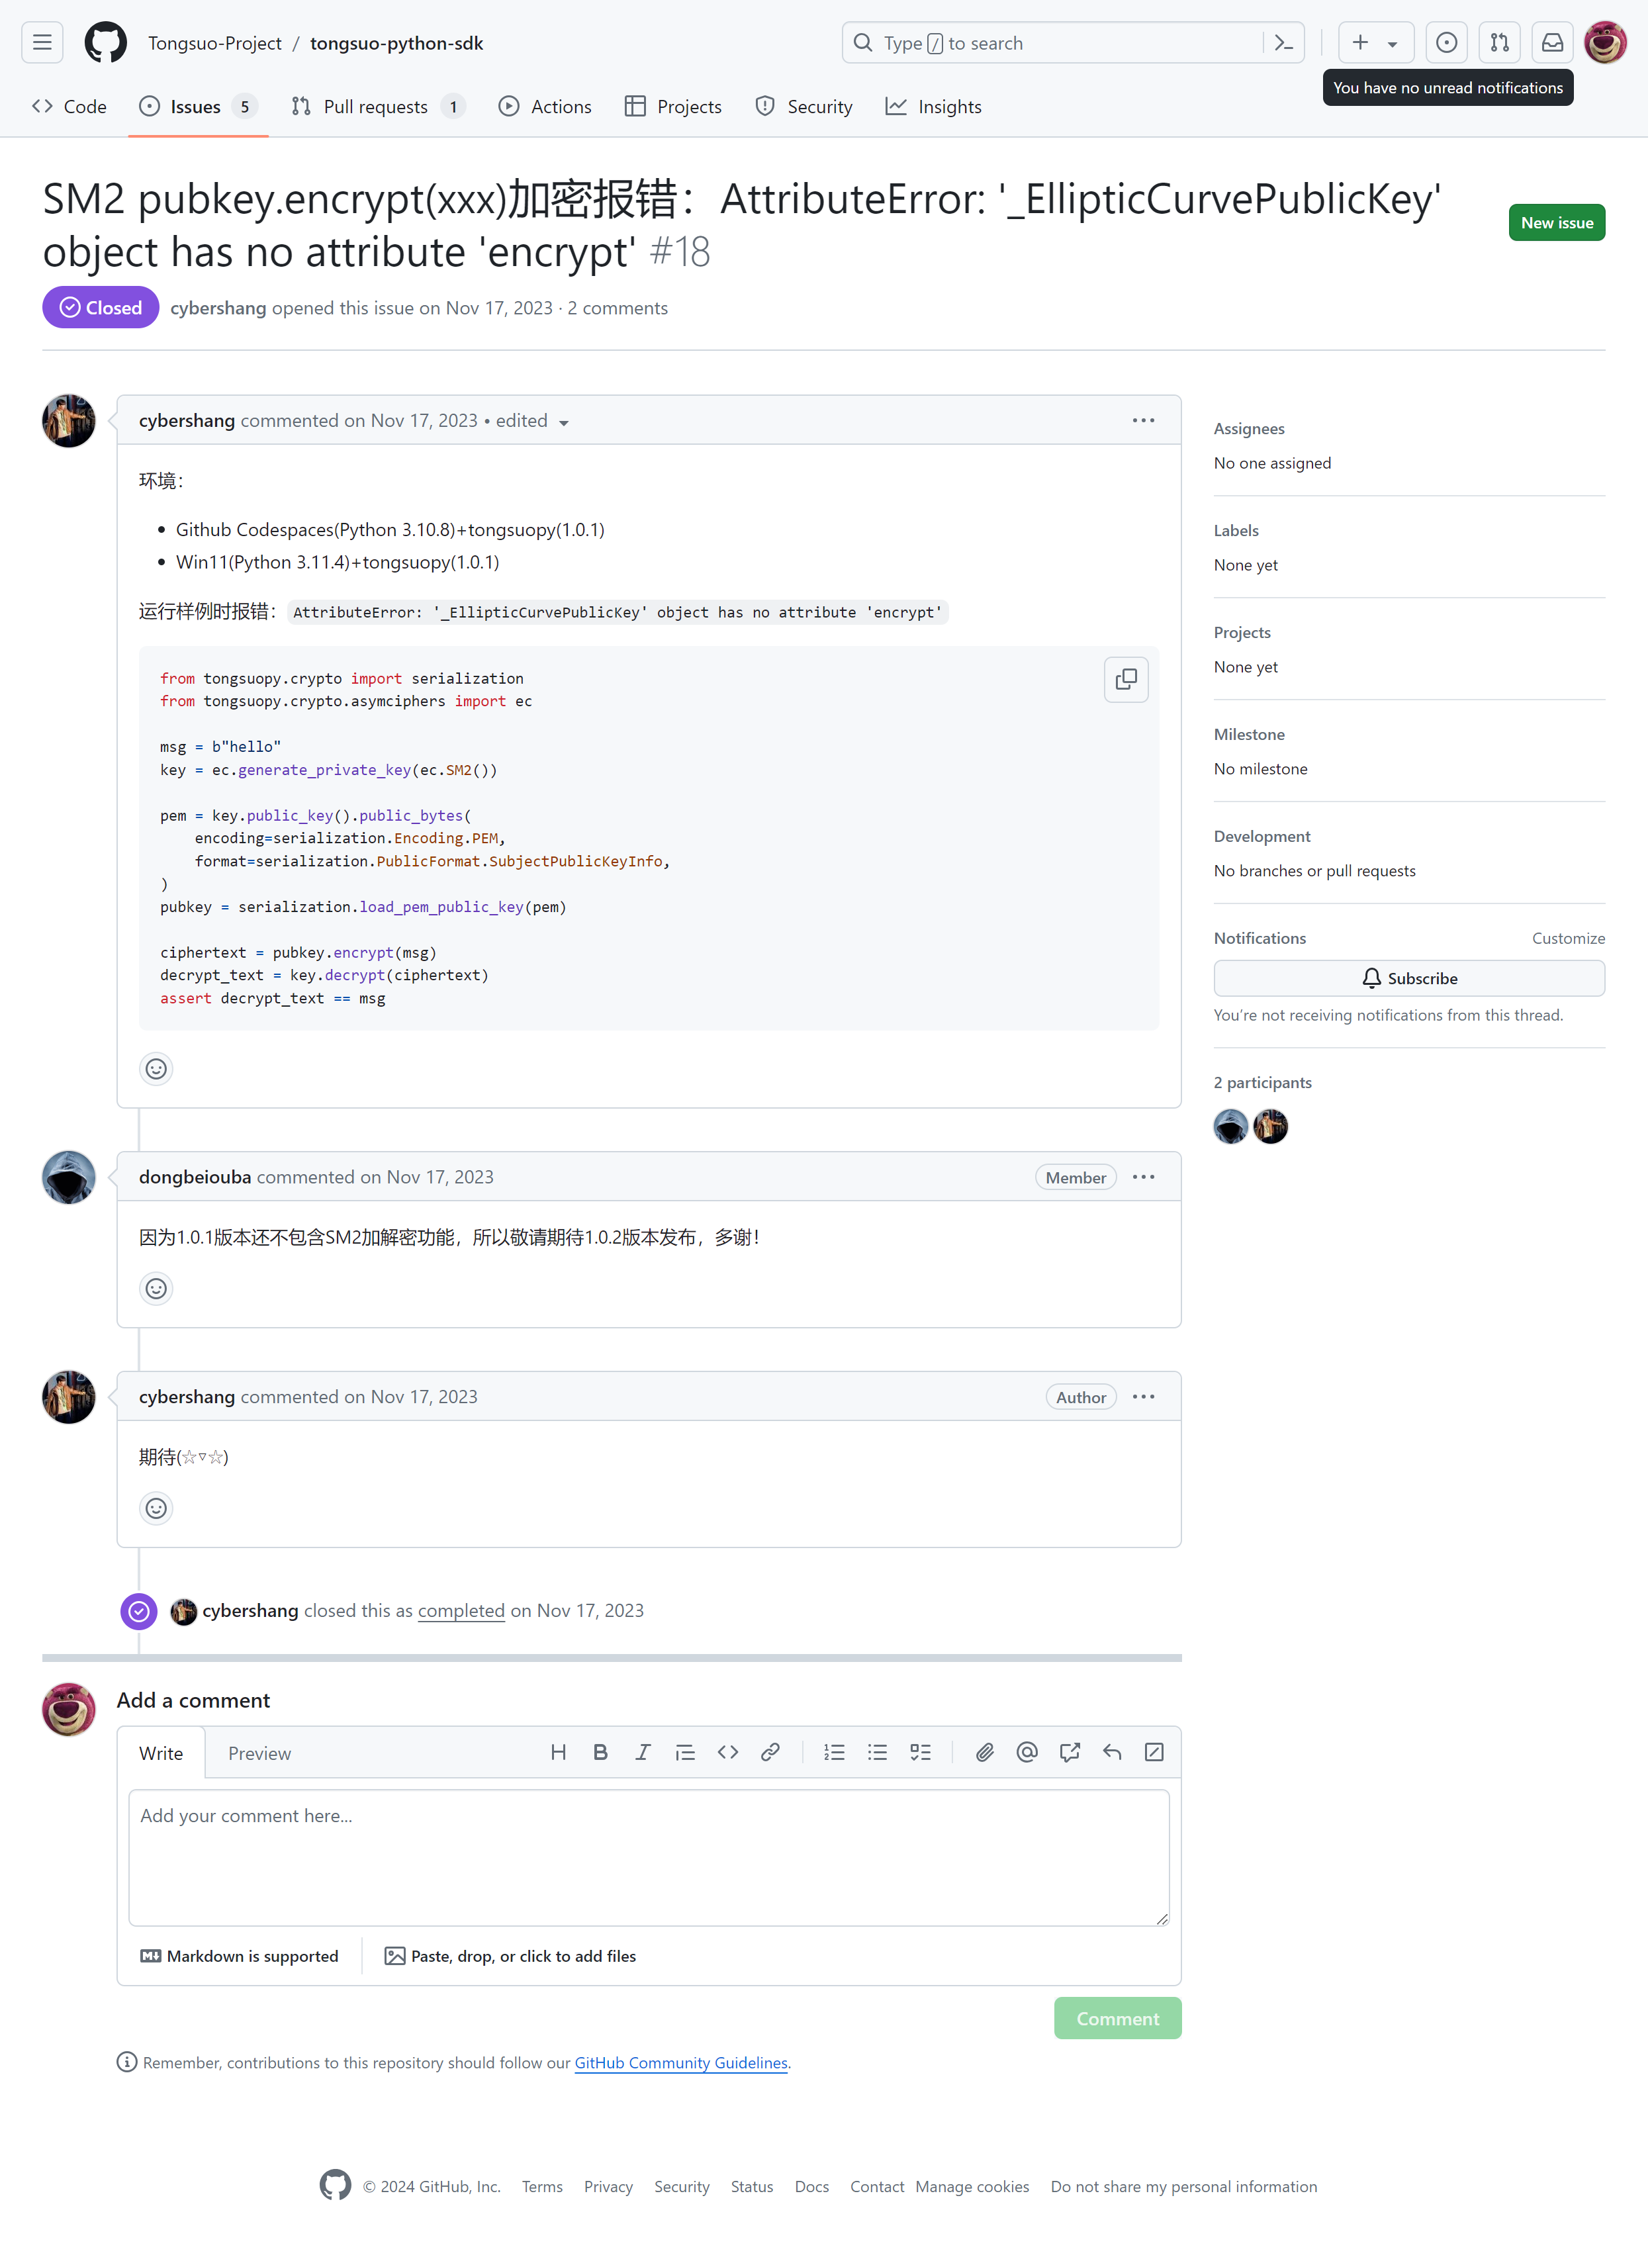 Tongsuo-Project / tongsuo-python-sdk
Type / to search
Code
Issues 5
Pull requests 1
Actions
Projects
Security
Insights
You have no unread notifications
SM2 pubkey.encrypt(xxx)加密报错：AttributeError: '_EllipticCurvePublicKey'
object has no attribute 'encrypt' #18
New issue
Closed
cybershang opened this issue on Nov 17, 2023 · 2 comments
cybershang commented on Nov 17, 2023 • edited
环境：
• Github Codespaces(Python 3.10.8)+tongsuopy(1.0.1)
• Win11(Python 3.11.4)+tongsuopy(1.0.1)
运行样例时报错： AttributeError: '_EllipticCurvePublicKey' object has no attribute 'encrypt'
from tongsuopy.crypto import serialization
from tongsuopy.crypto.asymciphers import ec
msg = b"hello"
key = ec.generate_private_key(ec.SM2())
pem = key.public_key().public_bytes(
    encoding=serialization.Encoding.PEM,
    format=serialization.PublicFormat.SubjectPublicKeyInfo,
)
pubkey = serialization.load_pem_public_key(pem)
ciphertext = pubkey.encrypt(msg)
decrypt_text = key.decrypt(ciphertext)
assert decrypt_text == msg
dongbeiouba commented on Nov 17, 2023
Member
因为1.0.1版本还不包含SM2加解密功能，所以敬请期待1.0.2版本发布，多谢！
cybershang commented on Nov 17, 2023
Author
期待(☆▽☆)
cybershang closed this as completed on Nov 17, 2023
Assignees
No one assigned
Labels
None yet
Projects
None yet
Milestone
No milestone
Development
No branches or pull requests
Notifications
Customize
Subscribe
You’re not receiving notifications from this thread.
2 participants
Add a comment
Write
Preview
Add your comment here...
Markdown is supported
Paste, drop, or click to add files
Comment
Remember, contributions to this repository should follow our GitHub Community Guidelines.
© 2024 GitHub, Inc.
Terms
Privacy
Security
Status
Docs
Contact
Manage cookies
Do not share my personal information